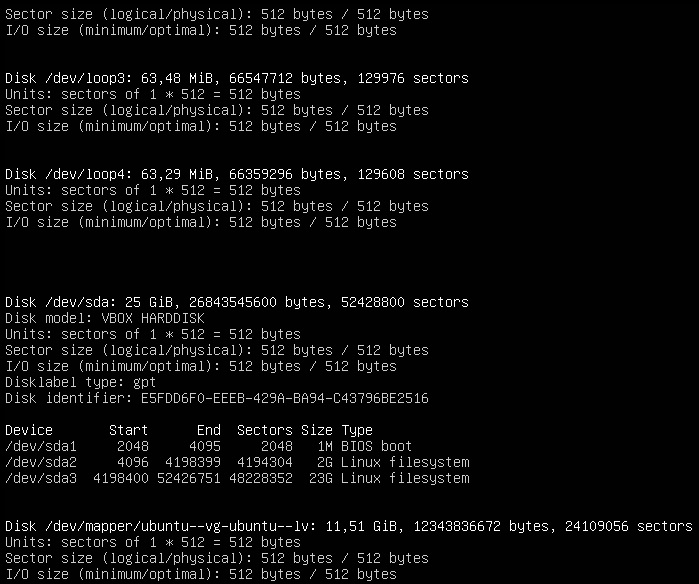 Sector size (logical/physical): 512 bytes / 512 bytes
I/O size (minimum/optimal): 512 bytes / 512 bytes
Disk /dev/loop3: 63,48 MiB, 66547712 bytes, 129976 sectors
Units: sectors of 1 * 512 = 512 bytes
Sector size (logical/physical): 512 bytes / 512 bytes
I/O size (minimum/optimal): 512 bytes / 512 bytes
Disk /dev/loop4: 63,29 MiB, 66359296 bytes, 129608 sectors
Units: sectors of 1 * 512 = 512 bytes
Sector size (logical/physical): 512 bytes / 512 bytes
I/O size (minimum/optimal): 512 bytes / 512 bytes
Disk /dev/sda: 25 GiB, 26843545600 bytes, 52428800 sectors
Disk model: VBOX HARDDISK
Units: sectors of 1 * 512 = 512 bytes
Sector size (logical/physical): 512 bytes / 512 bytes
I/O size (minimum/optimal): 512 bytes / 512 bytes
Disklabel type: gpt
Disk identifier: E5FDD6F0-EEEB-429A-BA94-C43796BE2516
Device Start End Sectors Size Type
/dev/sda1 2048 4095 2048 1M BIOS boot
/dev/sda2 4096 4198399 4194304 2G Linux filesystem
/dev/sda3 4198400 52426751 48228352 23G Linux filesystem
Disk /dev/mapper/ubuntu--vg-ubuntu--lv: 11,51 GiB, 12343836672 bytes, 24109056 sectors
Units: sectors of 1 * 512 = 512 bytes
Sector size (logical/physical): 512 bytes / 512 bytes
I/O size (minimum/optimal): 512 bytes / 512 bytes